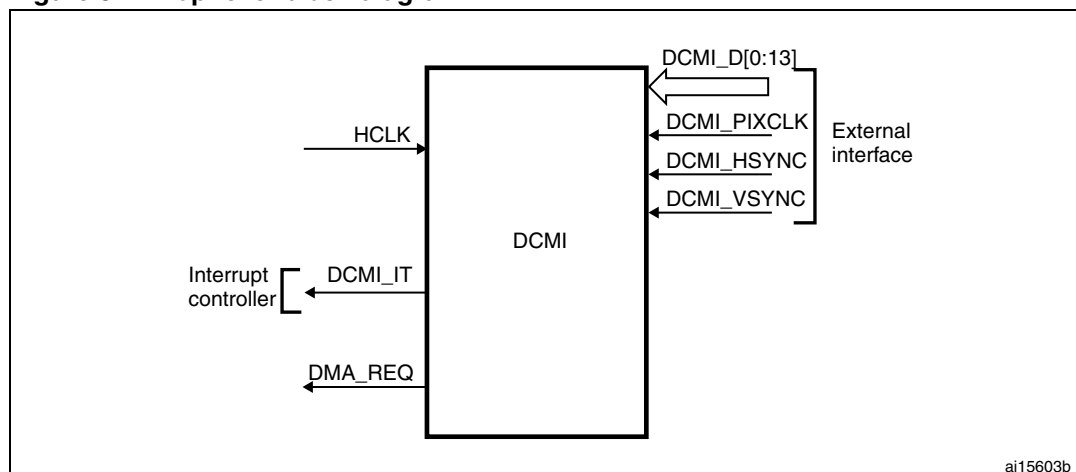 DCMI_D[0:13]
DCMI_PIXCLK
HCLK
External
interface
DCMI_HSYNC
DCMI_VSYNC
DCMI
Interrupt
controller
DCMI_IT
DMA_REQ
ai15603b